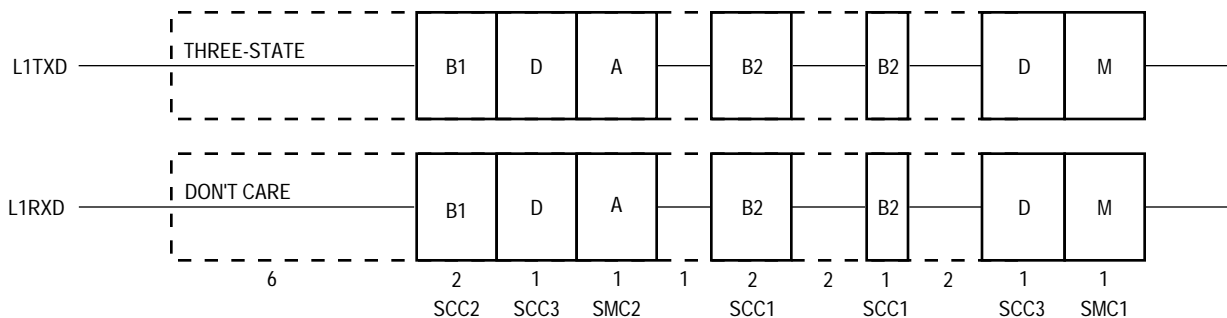 THREE-STATE
L1TXD B1 D A B2 B2 D M
DON'T CARE
L1RXD B1 D A B2 B2 D M
6 2 1 1 1 2 2 1 2 1 1
SCC2 SCC3 SMC2 SCC1 SCC1 SCC3 SMC1